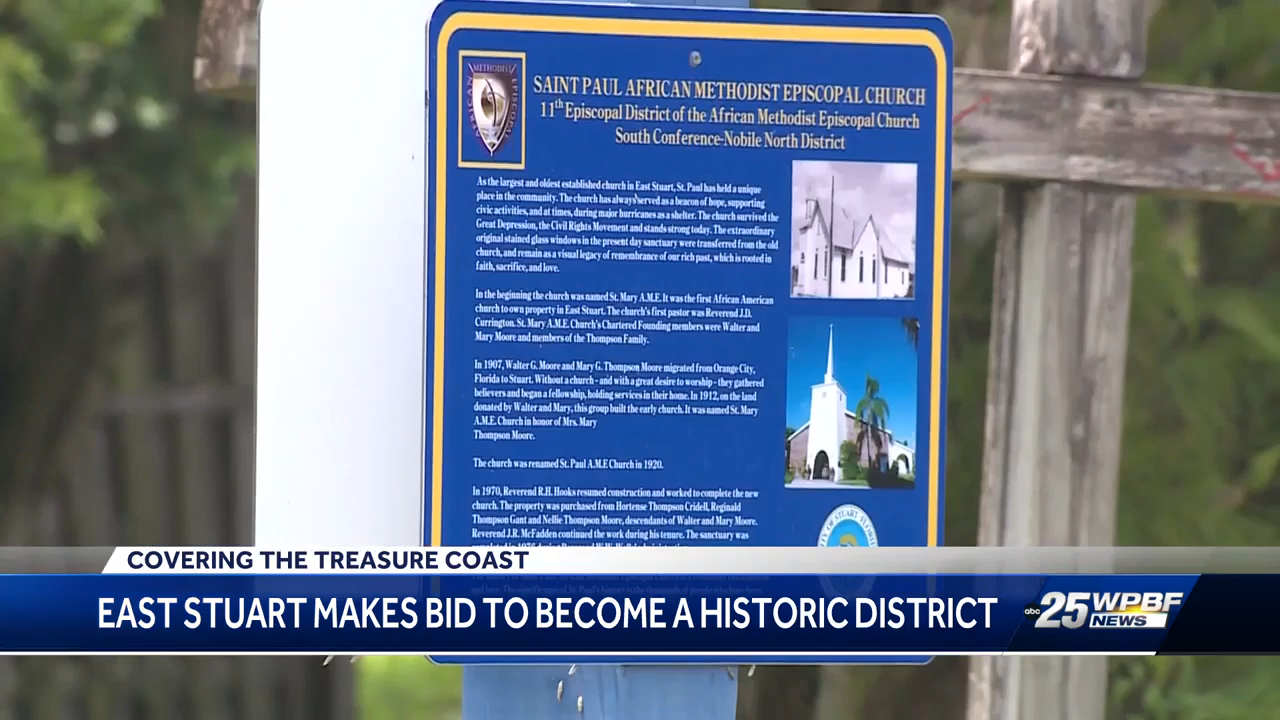 AFRICAN METHODIST EPISCOPAL
SAINT PAUL AFRICAN METHODIST EPISCOPAL CHURCH
11th Episcopal District of the African Methodist Episcopal Church
South Conference-Nobile North District
As the largest and oldest established church in East Stuart, St. Paul has held a unique
place in the community. The church has always served as a beacon of hope, supporting
civic activities, and at times, during major hurricanes as a shelter. The church survived the
Great Depression, the Civil Rights Movement and stands strong today. The extraordinary
original stained glass windows in the present day sanctuary were transferred from the old
church, and remain as a visual legacy of remembrance of our rich past, which is rooted in
faith, sacrifice, and love.
In the beginning the church was named St. Mary A.M.E. It was the first African American
church to own property in East Stuart. The church's first pastor was Reverend J.D.
Currington. St. Mary A.M.E. Church's Chartered Founding members were Walter and
Mary Moore and members of the Thompson Family.
In 1907, Walter G. Moore and Mary G. Thompson Moore migrated from Orange City,
Florida to Stuart. Without a church - and with a great desire to worship - they gathered
believers and began a fellowship, holding services in their home. In 1912, on the land
donated by Walter and Mary, this group built the early church. It was named St. Mary
A.M.E. Church in honor of Mrs. Mary
Thompson Moore.
The church was renamed St. Paul A.M.E Church in 1920.
In 1970, Reverend R.H. Hooks resumed construction and worked to complete the new
church. The property was purchased from Hortense Thompson Cridell, Reginald
Thompson Gant and Nellie Thompson Moore, descendants of Walter and Mary Moore.
Reverend J.R. McFadden continued the work during his tenure. The sanctuary was
OF STUART, FLORI
COVERING THE TREASURE COAST
EAST STUART MAKES BID TO BECOME A HISTORIC DISTRICT
abc 25 WPBF
NEWS